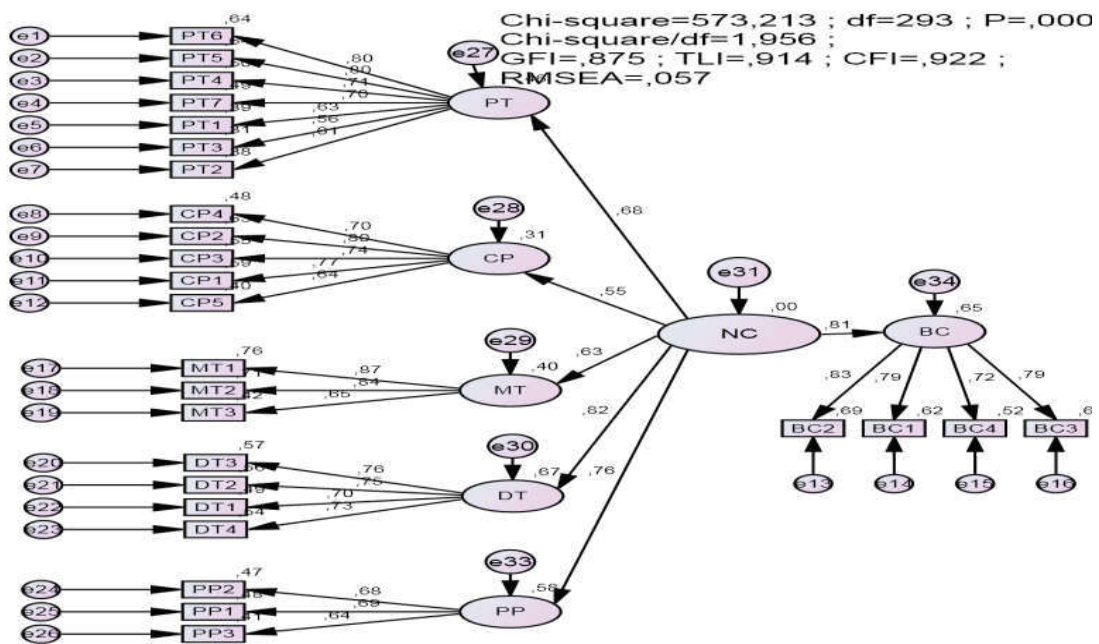 Chi-square=573,213 ; df=293 ; P=,000
Chi-square/df=1,956 ;
GFI=,875 ; TLI=,914 ; CFI=,922 ;
RMSEA=,057
e1 PT6 ,64
e2 PT5
e3 PT4
e4 PT7
e5 PT1
e6 PT3
e7 PT2
,80
,80
,71
,70
,63
,56
e27
PT
,68
e8 CP4 ,48
e9 CP2
e10 CP3
e11 CP1
e12 CP5
,70
,80
,74
,77
,64
e28
,31
CP
,55
e31
,00
NC
,81
e34
,65
BC
,83 ,79 ,72 ,79
BC2 ,69 BC1 ,62 BC4 ,52 BC3
e13 e14 e15 e16
e17 MT1 ,76
e18 MT2
e19 MT3
,87
,84
,65
e29
,40
MT
,63
e20 DT3 ,57
e21 DT2
e22 DT1
e23 DT4
,76
,75
,70
,73
e30
,67
DT
,82
,76
e24 PP2 ,47
e25 PP1
e26 PP3
,68
,69
,64
e33
,58
PP